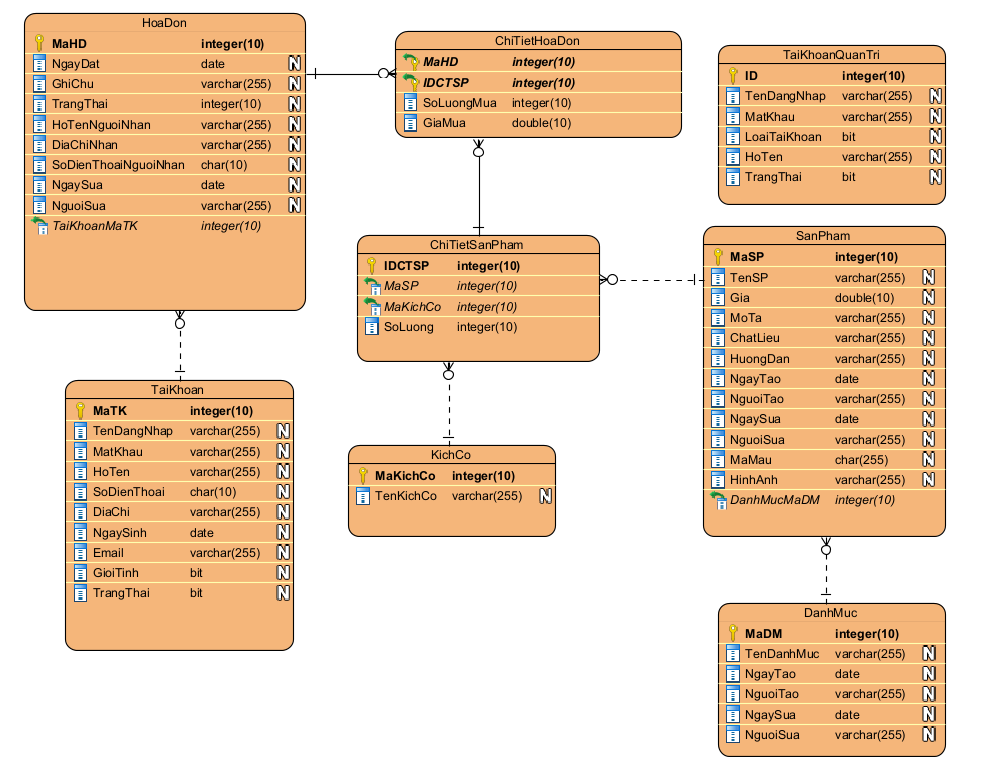 HoaDon
MaHD integer(10)
NgayDat date N
GhiChu varchar(255) N
TrangThai integer(10) N
HoTenNguoiNhan varchar(255) N
DiaChiNhan varchar(255) N
SoDienThoaiNguoiNhan char(10) N
NgaySua date N
NguoiSua varchar(255) N
TaiKhoanMaTK integer(10)
ChiTietHoaDon
MaHD integer(10)
IDCTSP integer(10)
SoLuongMua integer(10)
GiaMua double(10)
TaiKhoanQuanTri
ID integer(10)
TenDangNhap varchar(255) N
MatKhau varchar(255) N
LoaiTaiKhoan bit N
HoTen varchar(255) N
TrangThai bit N
ChiTietSanPham
IDCTSP integer(10)
MaSP integer(10)
MaKichCo integer(10)
SoLuong integer(10)
SanPham
MaSP integer(10)
TenSP varchar(255) N
Gia double(10) N
MoTa varchar(255) N
ChatLieu varchar(255) N
HuongDan varchar(255) N
NgayTao date N
NguoiTao varchar(255) N
NgaySua date N
NguoiSua varchar(255) N
MaMau char(255) N
HinhAnh varchar(255) N
DanhMucMaDM integer(10)
TaiKhoan
MaTK integer(10)
TenDangNhap varchar(255) N
MatKhau varchar(255) N
HoTen varchar(255) N
SoDienThoai char(10) N
DiaChi varchar(255) N
NgaySinh date N
Email varchar(255) N
GioiTinh bit N
TrangThai bit N
KichCo
MaKichCo integer(10)
TenKichCo varchar(255) N
DanhMuc
MaDM integer(10)
TenDanhMuc varchar(255) N
NgayTao date N
NguoiTao varchar(255) N
NgaySua date N
NguoiSua varchar(255) N